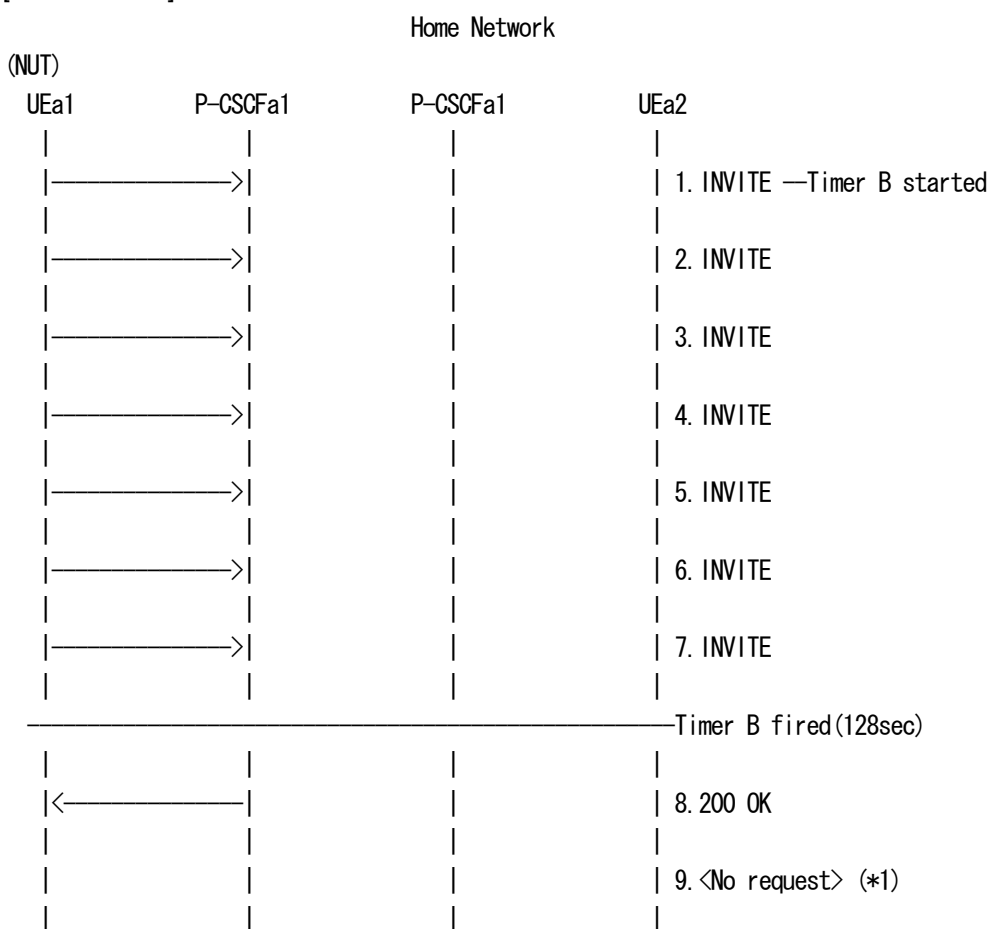 Home Network
(NUT)
UEa1 P-CSCFa1 P-CSCFa1 UEa2
1. INVITE —Timer B started
2. INVITE
3. INVITE
4. INVITE
5. INVITE
6. INVITE
7. INVITE
Timer B fired(128sec)
8.200 OK
9.<No request> (*1)